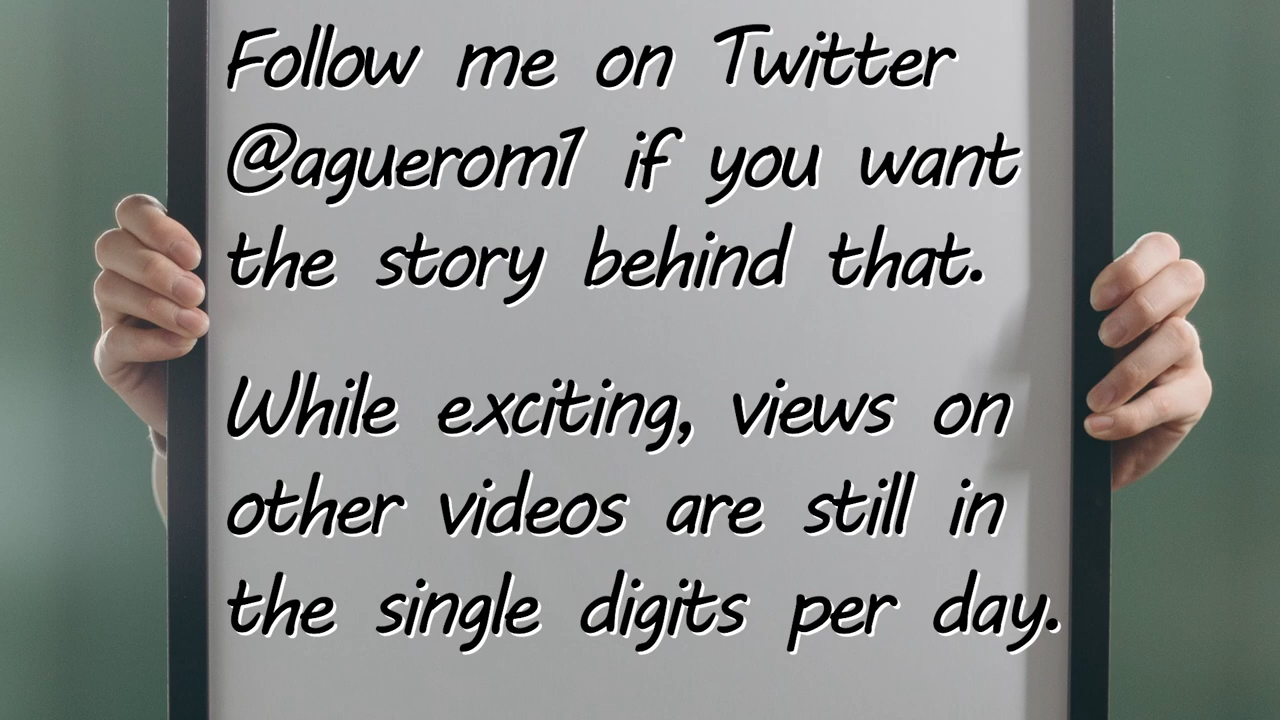 Follow me on Twitter
@aguerom1 if you want
the story behind that.
While exciting, views on
other videos are still in
the single digits per day.